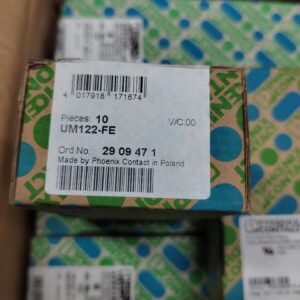 4 017918 171674
Pieces: 10
V/C:00
UM122-FE
Ord.No.: 29 09 47 1
Made by Phoenix Contact in Poland